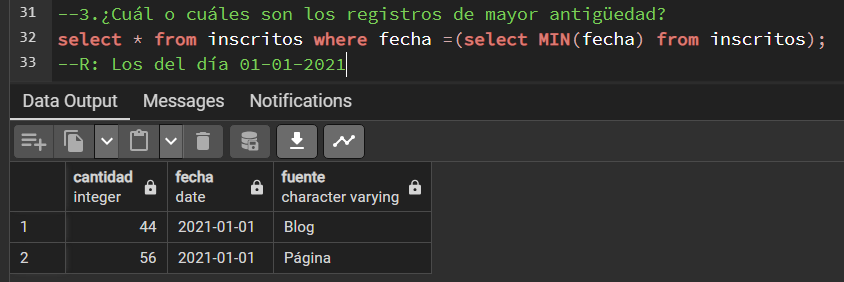 31 --3.¿Cuál o cuáles son los registros de mayor antigüedad?
32 select * from inscritos where fecha =(select MIN(fecha) from inscritos);
33 --R: Los del día 01-01-2021
Data Output Messages Notifications
cantidad fecha fuente
integer date character varying
1 44 2021-01-01 Blog
2 56 2021-01-01 Página